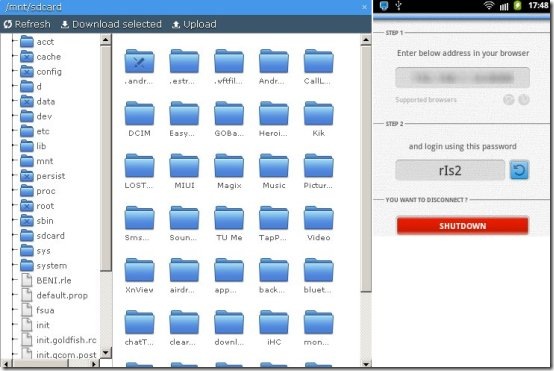 /mnt/sdcard
Refresh Download selected Upload
acct
cache
config
d
data
dev
etc
lib
mnt
persist
proc
root
sbin
sdcard
sys
system
BENI.rle
default.prop
fsua
init
init.goldfish.rc
init.qcom.post
.andr... .estr... .vftfil... Andr... CallL...
DCIM Easy... GOBa... Heroi... Kik
LOST... MIUI Magix Music Pictur...
Sms... Soun... TU Me TapP... Video
XnView airdr... app... back... bluet...
chatT... clear... downl... iHC mon...
17:48
STEP 1
Enter below address in your browser
Supported browsers
STEP 2
and login using this password
rIs2
YOU WANT TO DISCONNECT ?
SHUTDOWN